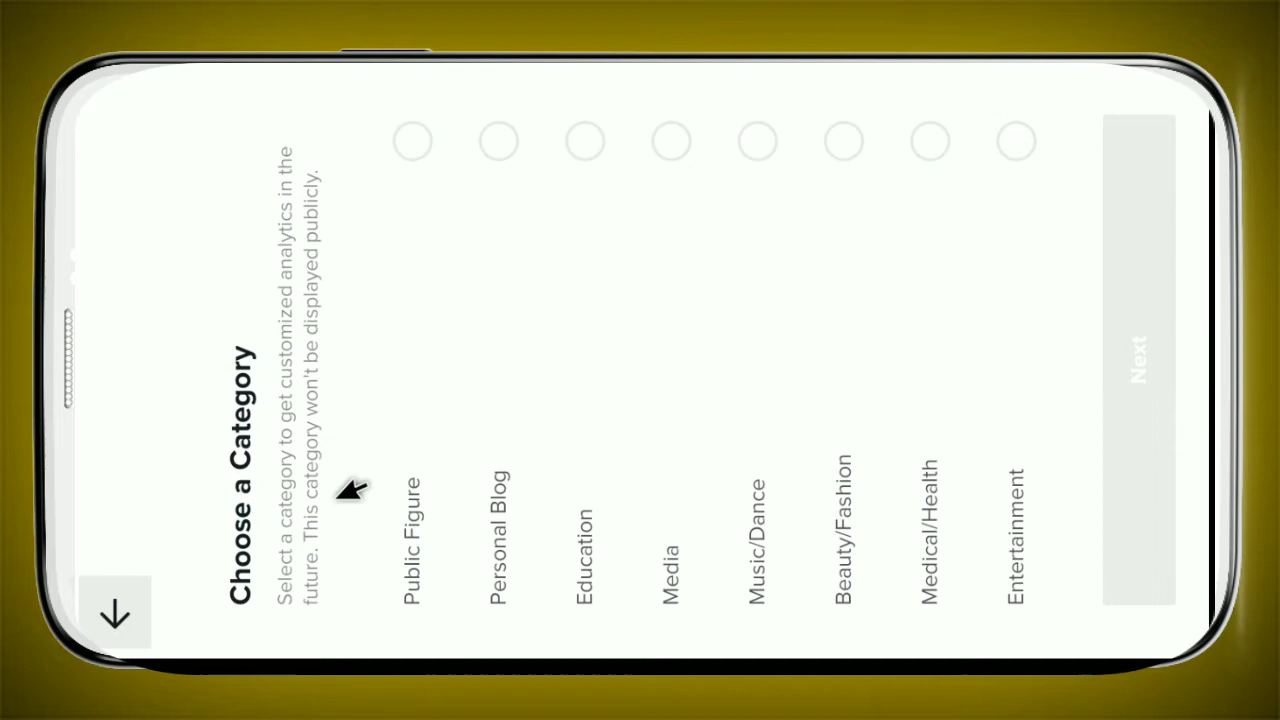 Choose a Category
Select a category to get customized analytics in the
future. This category won't be displayed publicly.
Public Figure
Personal Blog
Education
Media
Music/Dance
Beauty/Fashion
Medical/Health
Entertainment
Next